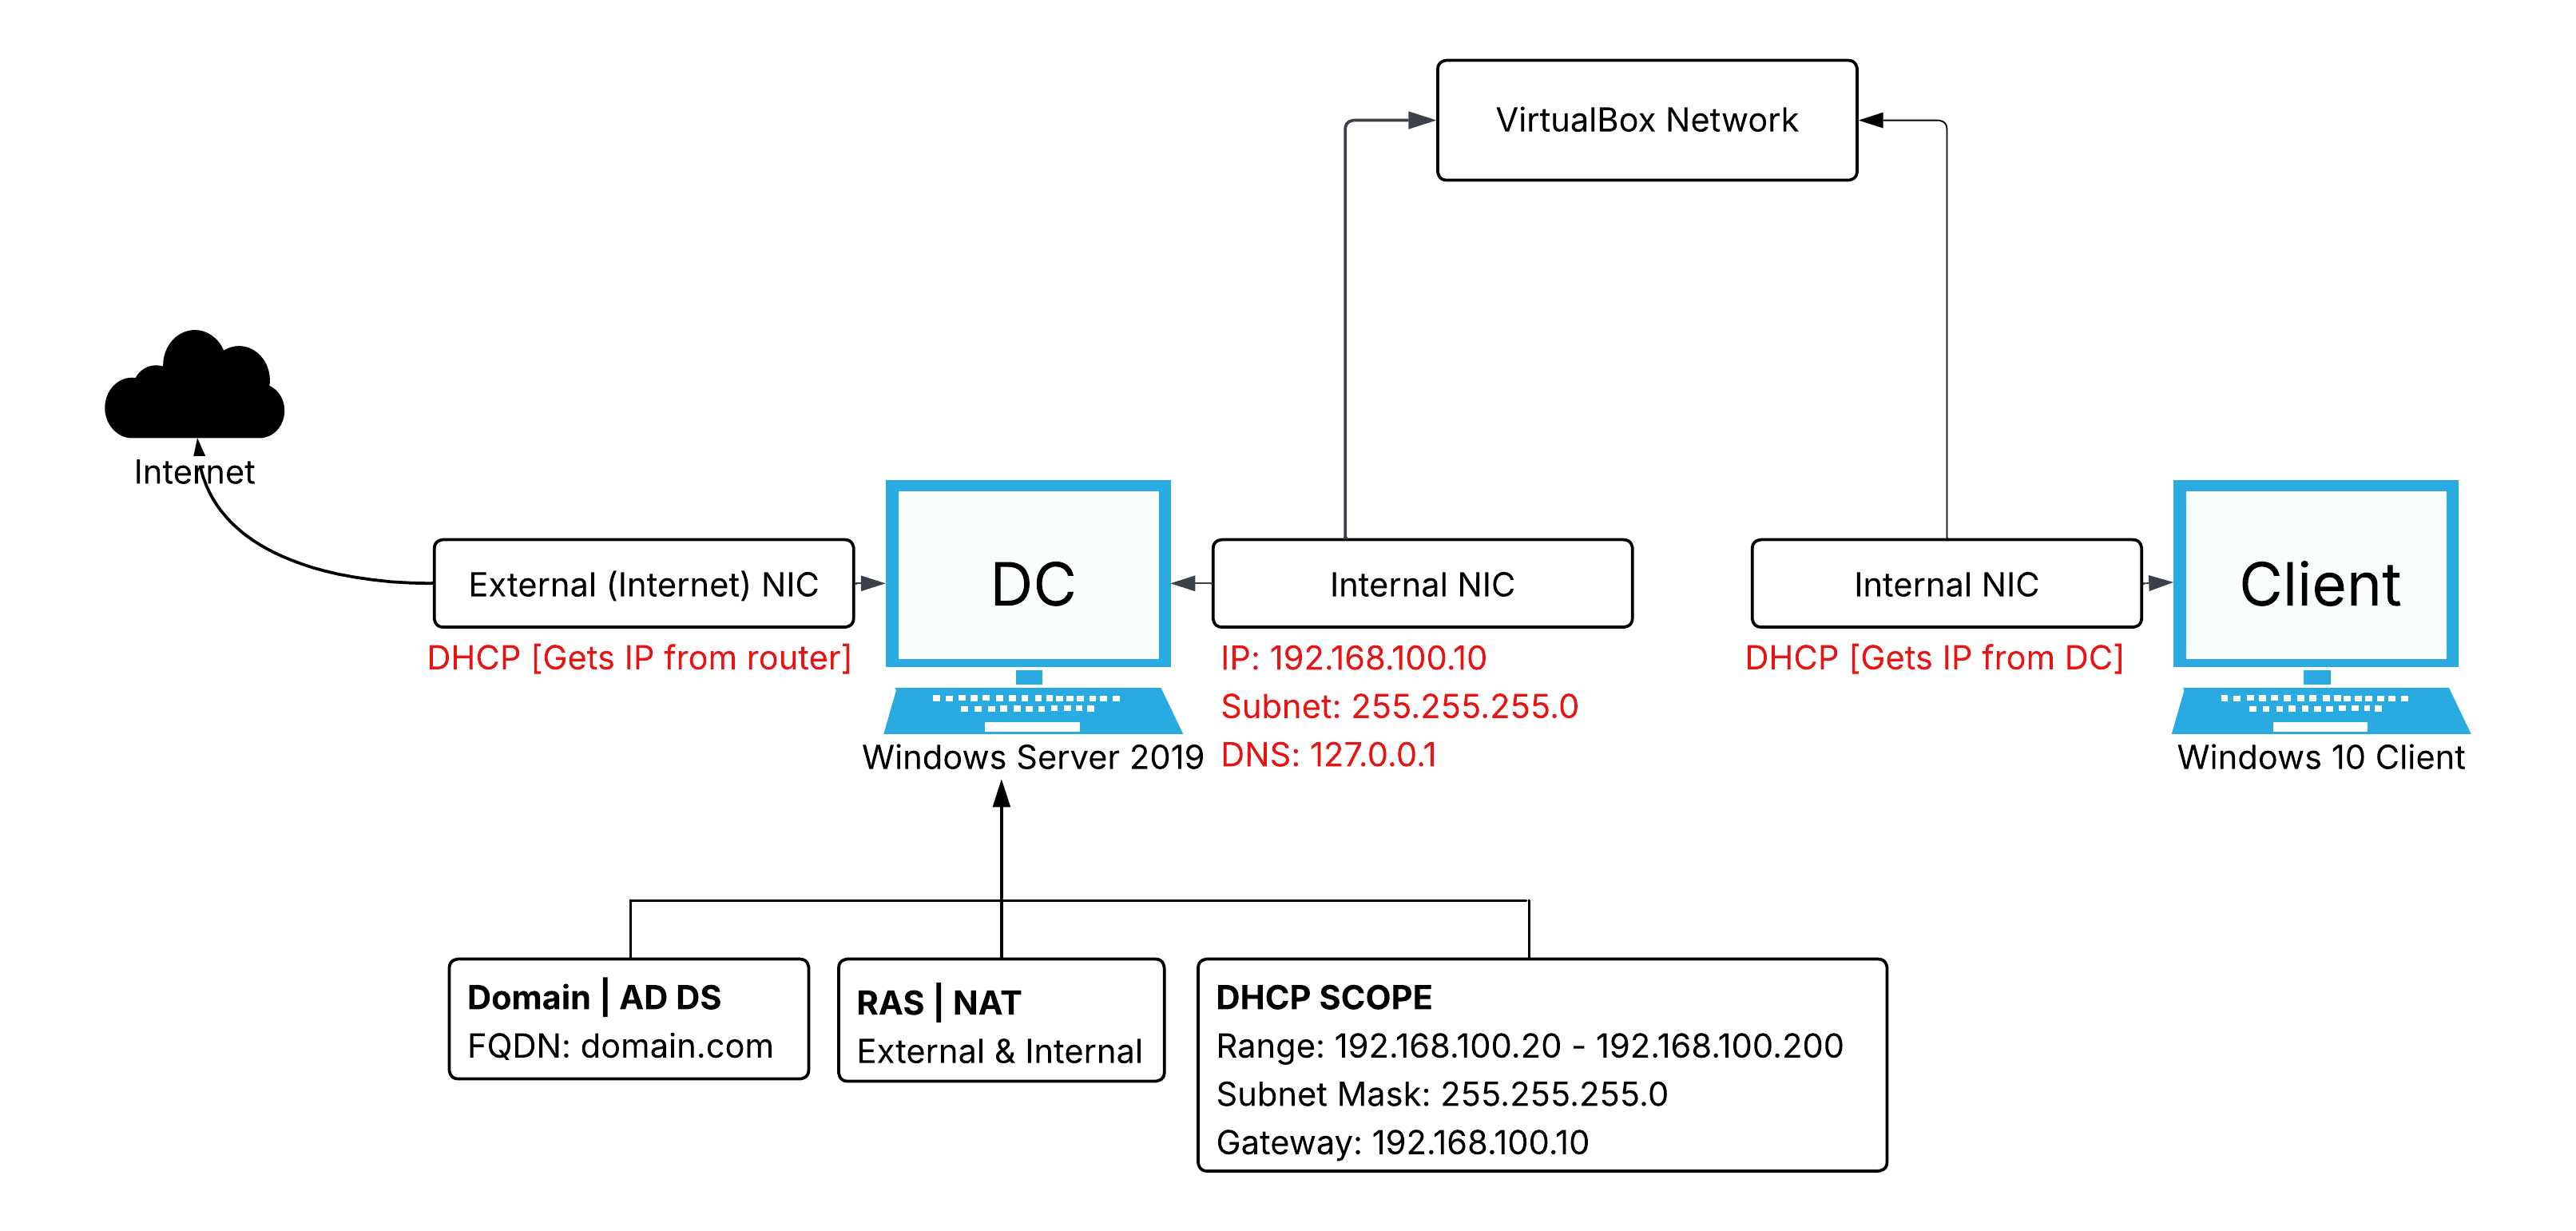 VirtualBox Network
Internet
External (Internet) NIC
DHCP [Gets IP from router]
DC
Windows Server 2019
Internal NIC
IP: 192.168.100.10
Subnet: 255.255.255.0
DNS: 127.0.0.1
Internal NIC
DHCP [Gets IP from DC]
Client
Windows 10 Client
Domain | AD DS
FQDN: domain.com
RAS | NAT
External & Internal
DHCP SCOPE
Range: 192.168.100.20 - 192.168.100.200
Subnet Mask: 255.255.255.0
Gateway: 192.168.100.10